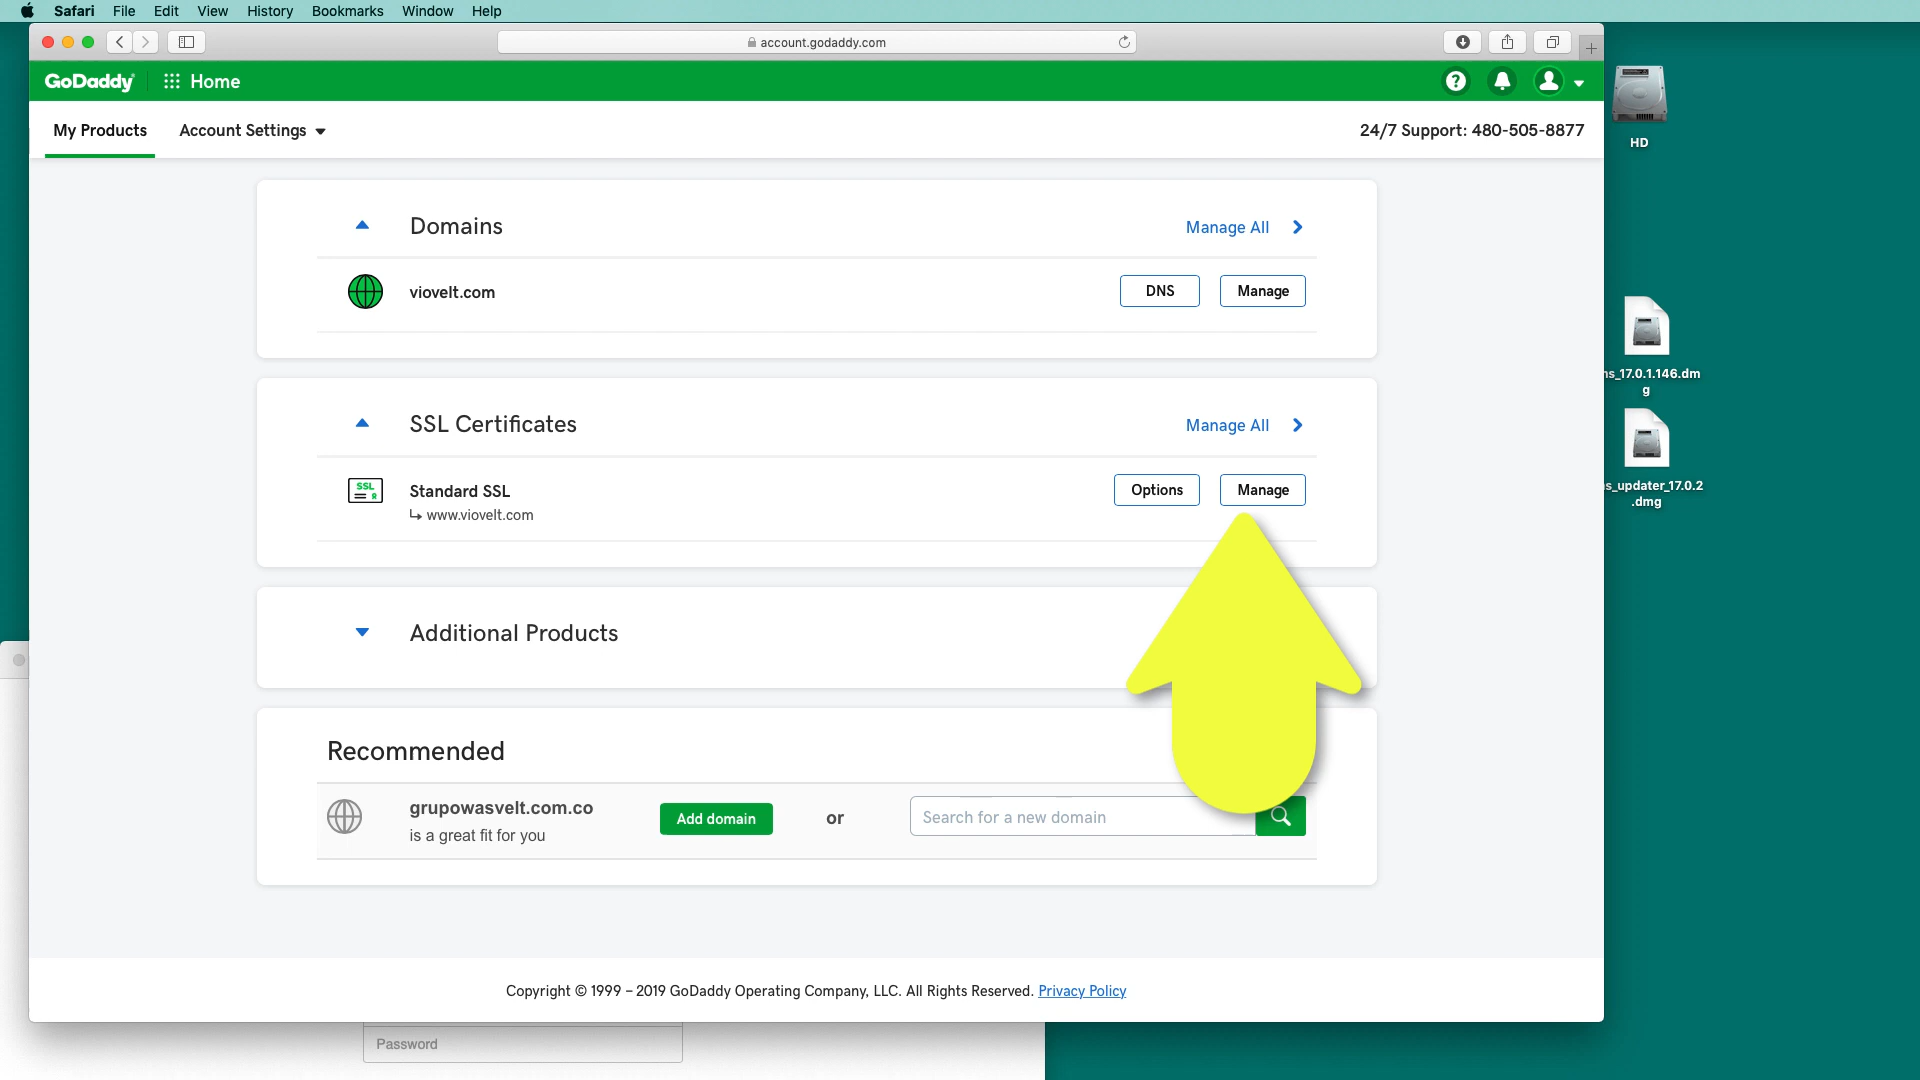 Safari File Edit View History Bookmarks Window Help
account.godaddy.com
GoDaddy Home
My Products Account Settings 24/7 Support: 480-505-8877
HD
Domains Manage All
viovelt.com DNS Manage
ns_17.0.1.146.dm
g
SSL Certificates Manage All
SSL
Standard SSL Options Manage
www.viovelt.com
s_updater_17.0.2
.dmg
Additional Products
Recommended
grupowasvelt.com.co Add domain or Search for a new domain
is a great fit for you
Copyright © 1999 – 2019 GoDaddy Operating Company, LLC. All Rights Reserved. Privacy Policy
Password